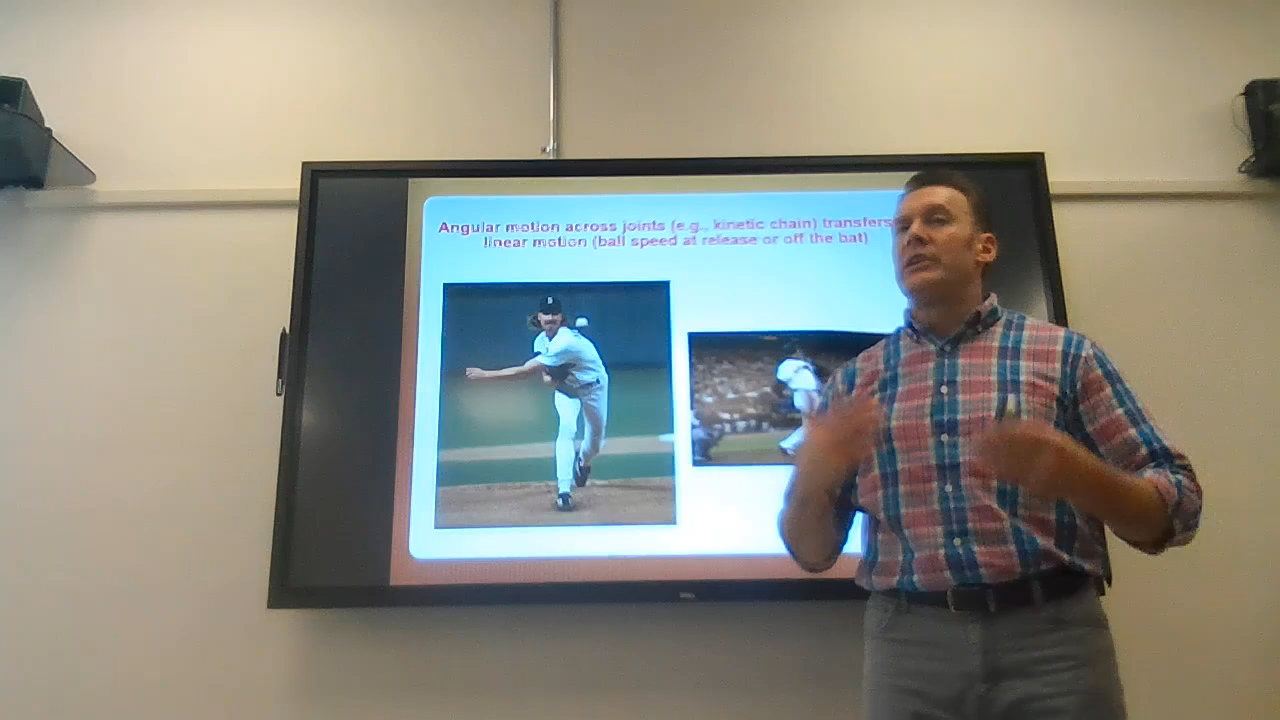 Angular motion across joints (e.g., kinetic chain) transfers
linear motion (ball speed at release or off the bat)